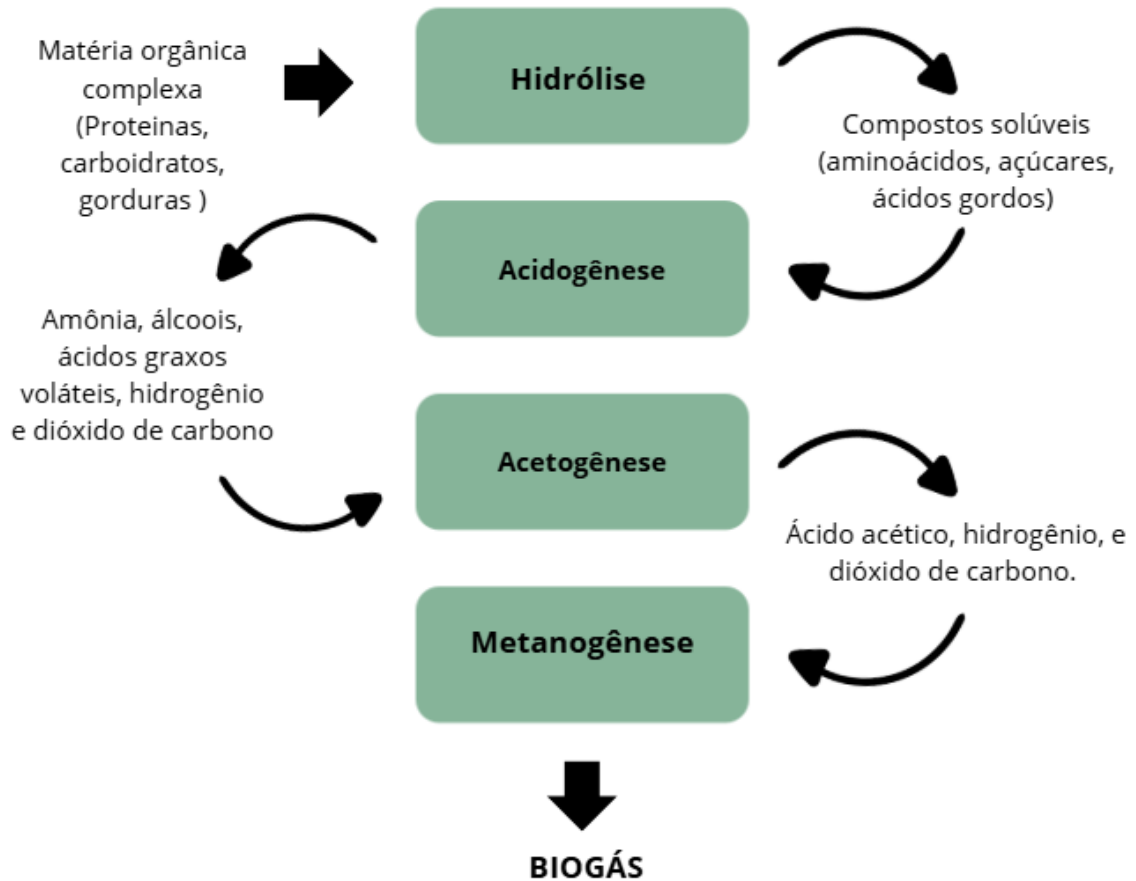 Matéria orgânica
complexa
(Proteinas,
carboidratos,
gorduras )
Hidrólise
Compostos solúveis
(aminoácidos, açúcares,
ácidos gordos)
Acidogênese
Amônia, álcoois,
ácidos graxos
voláteis, hidrogênio
e dióxido de carbono
Acetogênese
Ácido acético, hidrogênio, e
dióxido de carbono.
Metanogênese
BIOGÁS